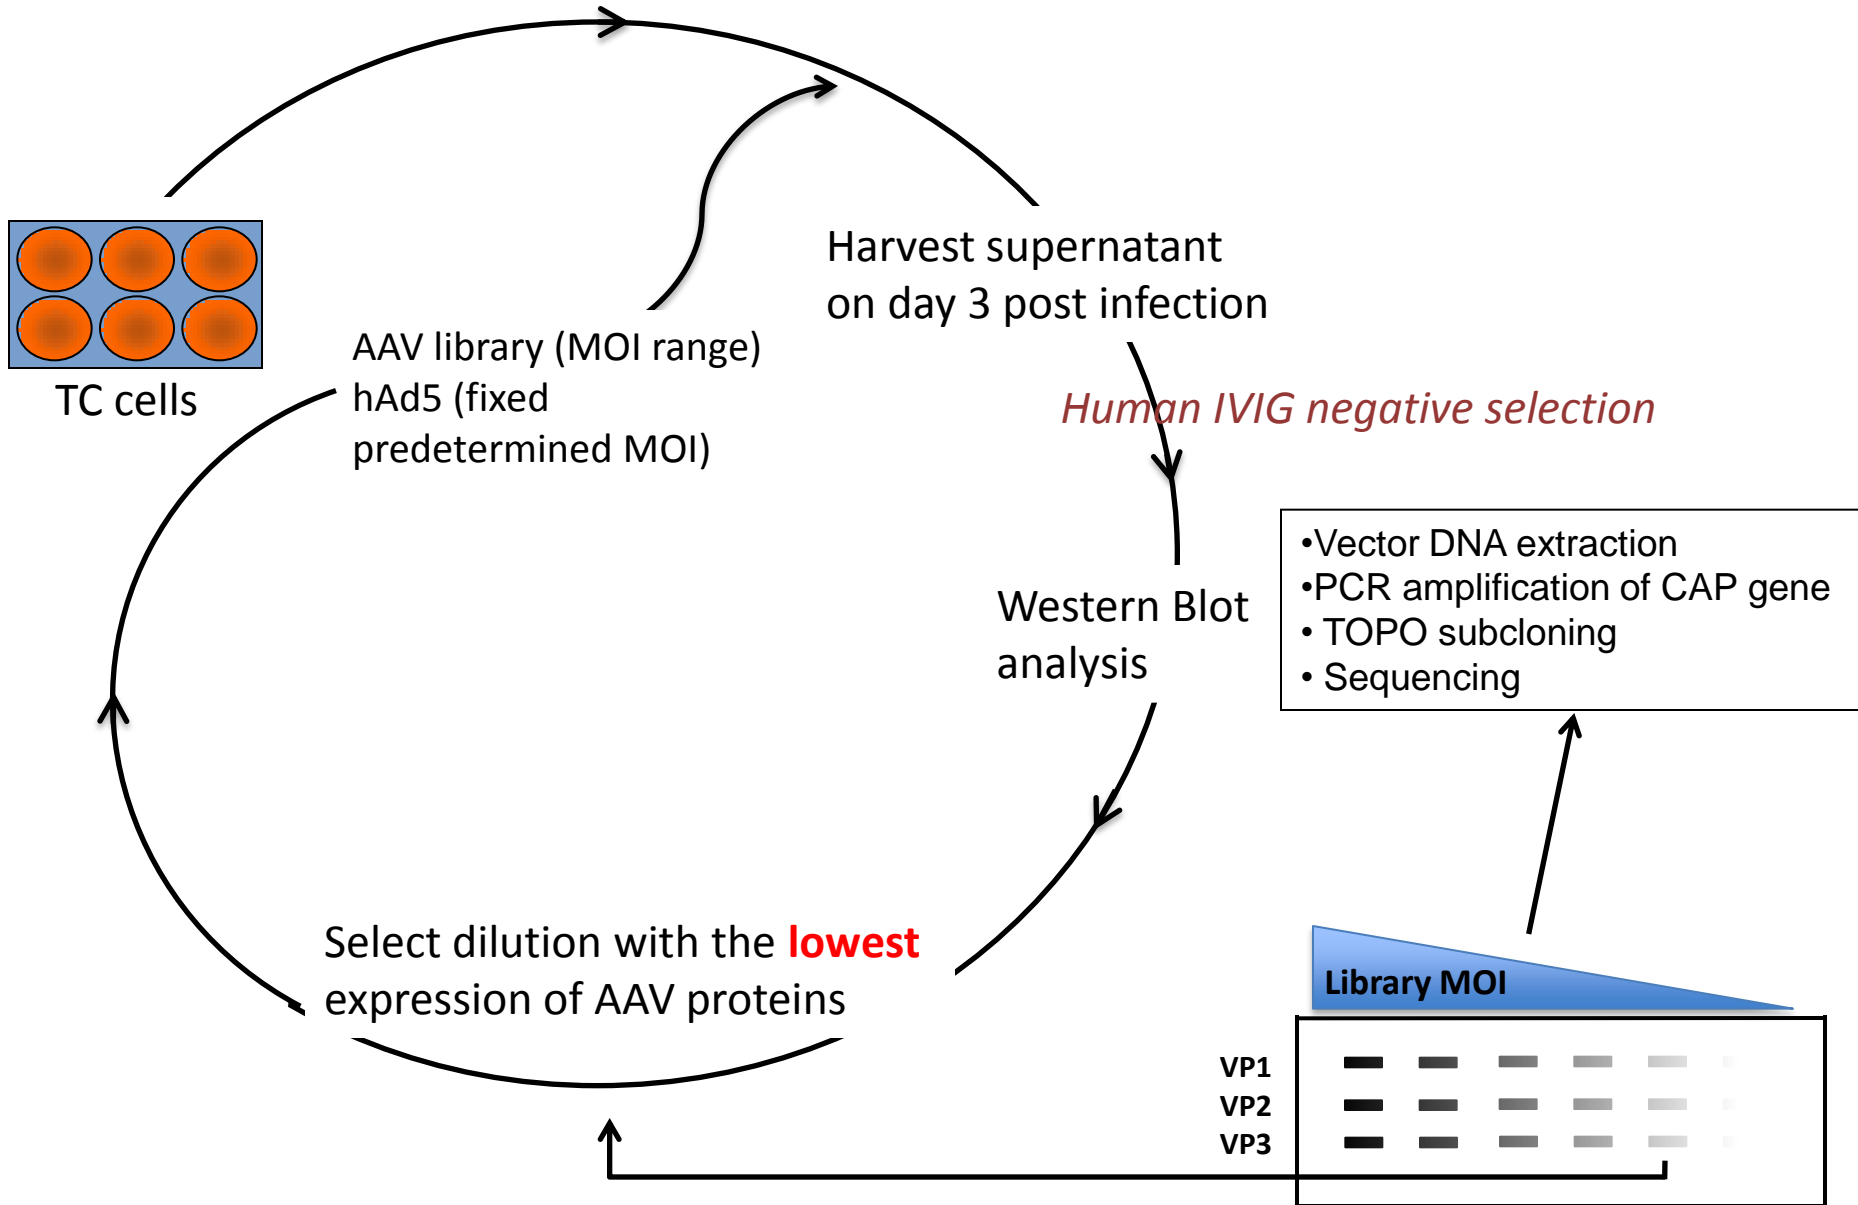 TC cells
AAV library (MOI range)
hAd5 (fixed
predetermined MOI)
Harvest supernatant
on day 3 post infection
Human IVIG negative selection
Western Blot
analysis
•Vector DNA extraction
•PCR amplification of CAP gene
• TOPO subcloning
• Sequencing
Select dilution with the lowest
expression of AAV proteins
Library MOI
VP1
VP2
VP3